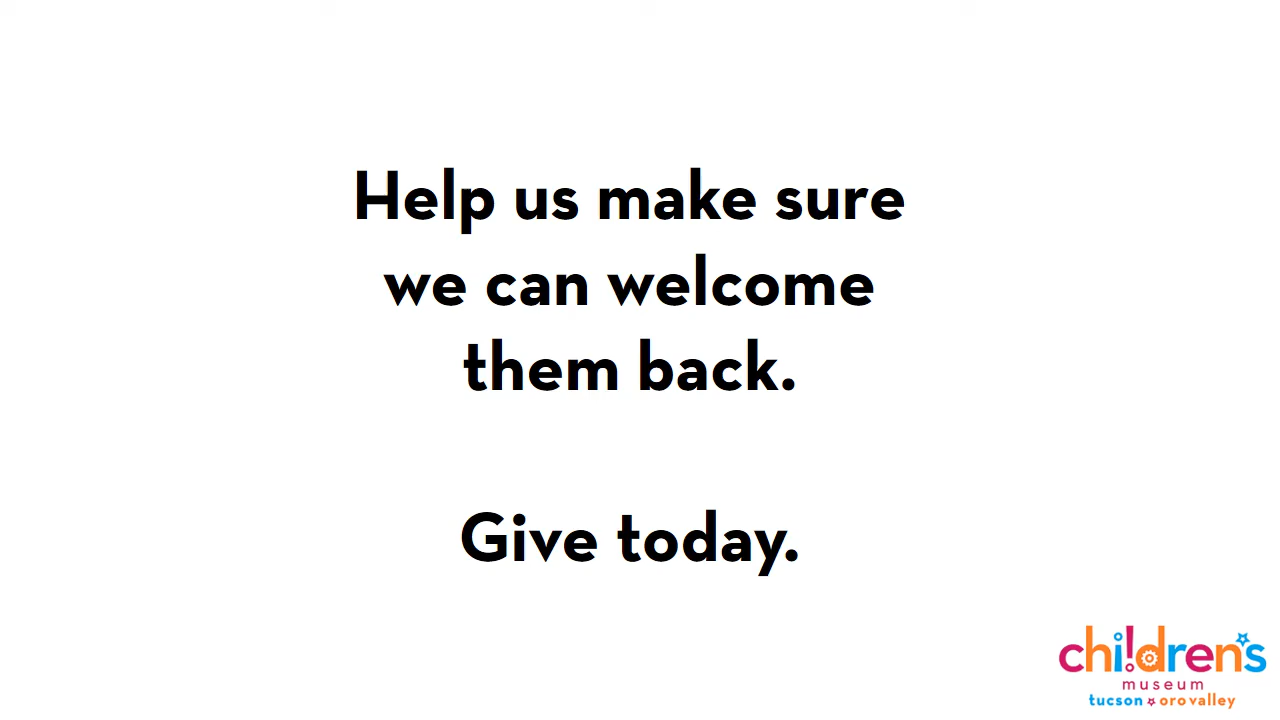 Help us make sure
we can welcome
them back.
Give today.
children's
museum
tucson orovalley